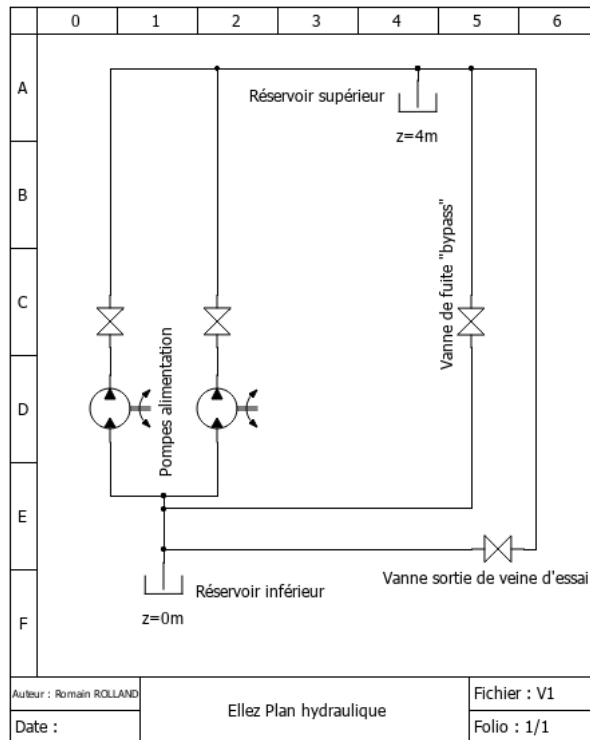 0 1 2 3 4 5 6
A
Réservoir supérieur
z=4m
B
Vanne de fuite "bypass"
C
Pompes alimentation
D
E
Vanne sortie de veine d'essai
Réservoir inférieur
F
z=0m
Auteur : Romain ROLLAND
Ellez Plan hydraulique
Fichier : V1
Date :
Folio : 1/1